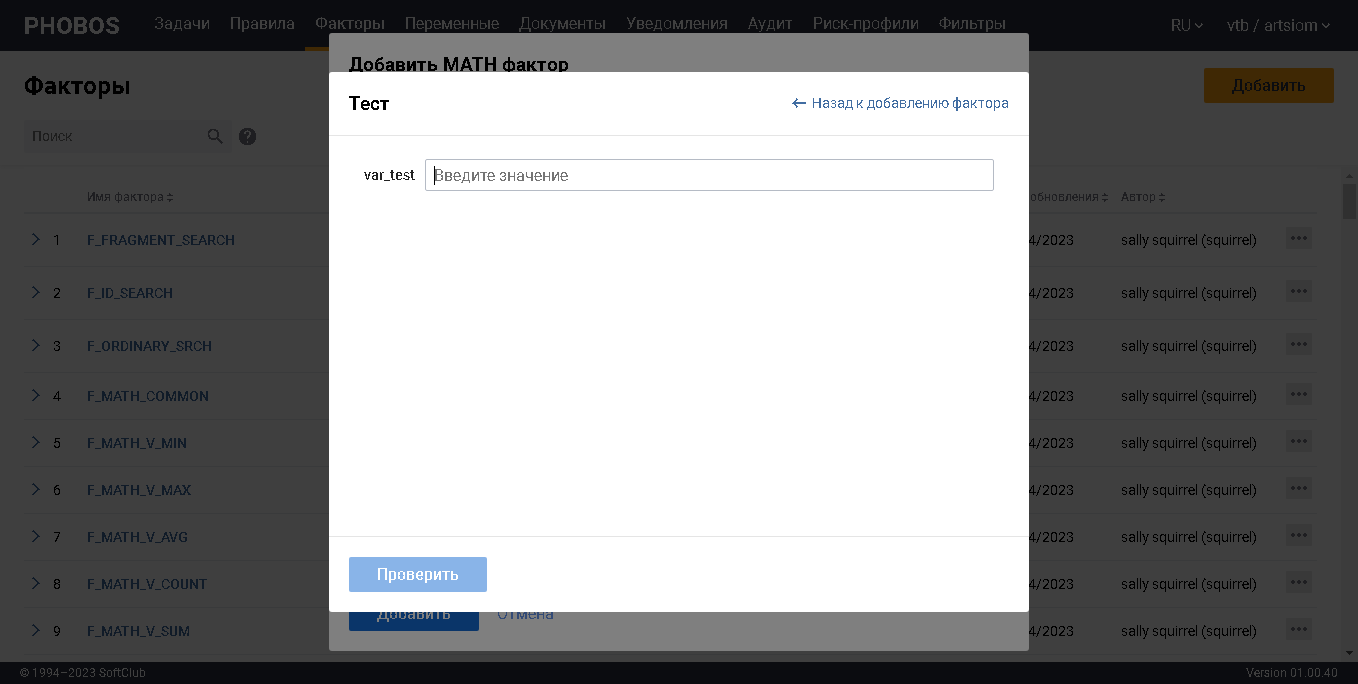 PHOBOS Задачи Правила Факторы Переменные Документы Уведомления Аудит Риск-профили Фильтры RU vtb / artsiom
Добавить MATH фактор
Факторы
Добавить
Тест
← Назад к добавлению фактора
Поиск
?
var_test Введите значение
Имя фактора обновления Автор
1 F_FRAGMENT_SEARCH 4/2023 sally squirrel (squirrel)
2 F_ID_SEARCH 4/2023 sally squirrel (squirrel)
3 F_ORDINARY_SRCH 4/2023 sally squirrel (squirrel)
4 F_MATH_COMMON 4/2023 sally squirrel (squirrel)
5 F_MATH_V_MIN 4/2023 sally squirrel (squirrel)
6 F_MATH_V_MAX 4/2023 sally squirrel (squirrel)
7 F_MATH_V_AVG 4/2023 sally squirrel (squirrel)
8 F_MATH_V_COUNT 4/2023 sally squirrel (squirrel)
9 F_MATH_V_SUM 4/2023 sally squirrel (squirrel)
Проверить
Добавить Отмена
© 1994–2023 SoftClub Version 01.00.40